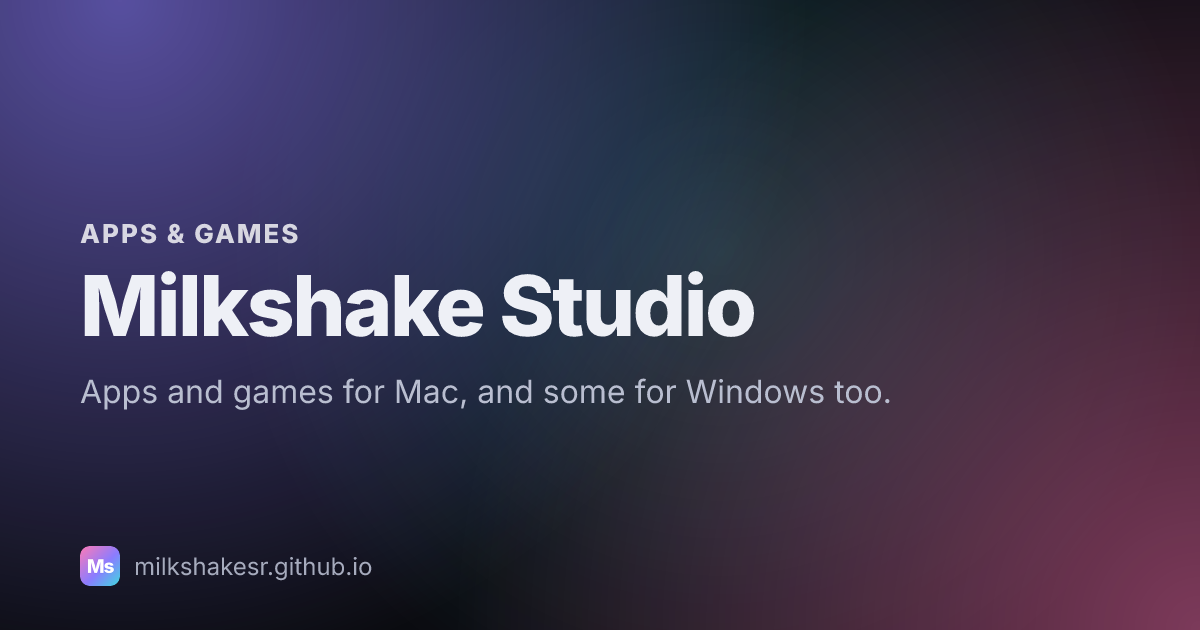 APPS & GAMES
Milkshake Studio
Apps and games for Mac, and some for Windows too.
Ms milkshakesr.github.io